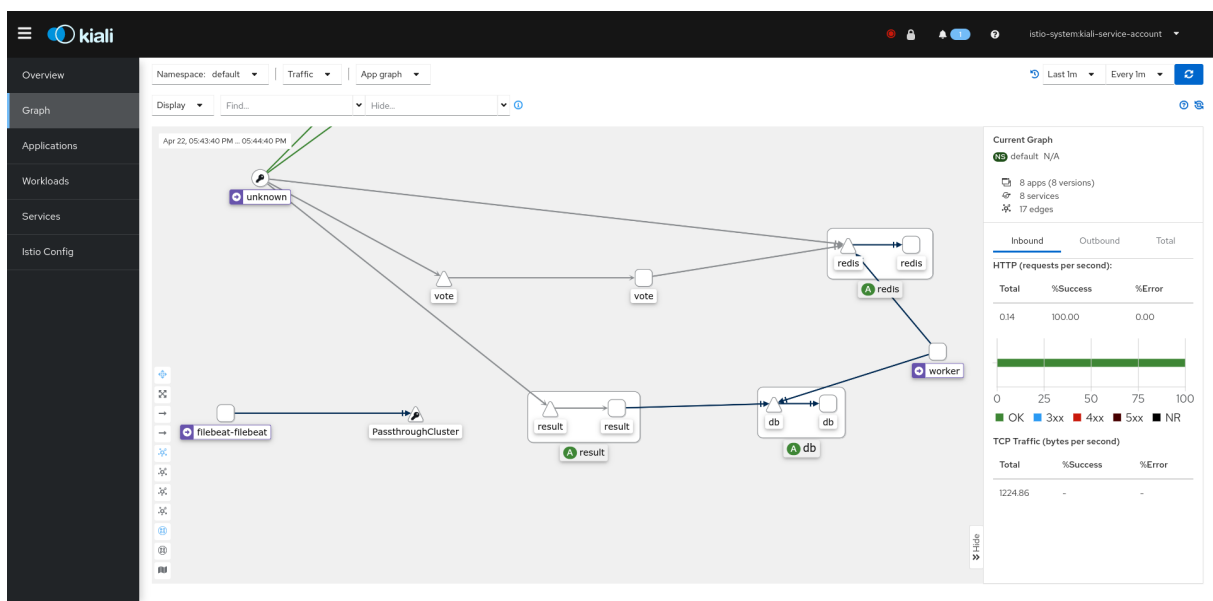 kiali
1
istio-system:kiali-service-account
Overview
Graph
Applications
Workloads
Services
Istio Config
Namespace: default
Traffic
App graph
Last 1m
Every 1m
Display
Find...
Hide...
Apr 22, 05:43:40 PM ... 05:44:40 PM
unknown
redis
redis
A redis
vote
vote
worker
filebeat-filebeat
PassthroughCluster
result
result
A result
db
db
A db
Hide
Current Graph
NS default N/A
8 apps (8 versions)
8 services
17 edges
Inbound
Outbound
Total
HTTP (requests per second):
Total %Success %Error
0.14 100.00 0.00
0 25 50 75 100
OK 3xx 4xx 5xx NR
TCP Traffic (bytes per second)
Total %Success %Error
1224.86 - -